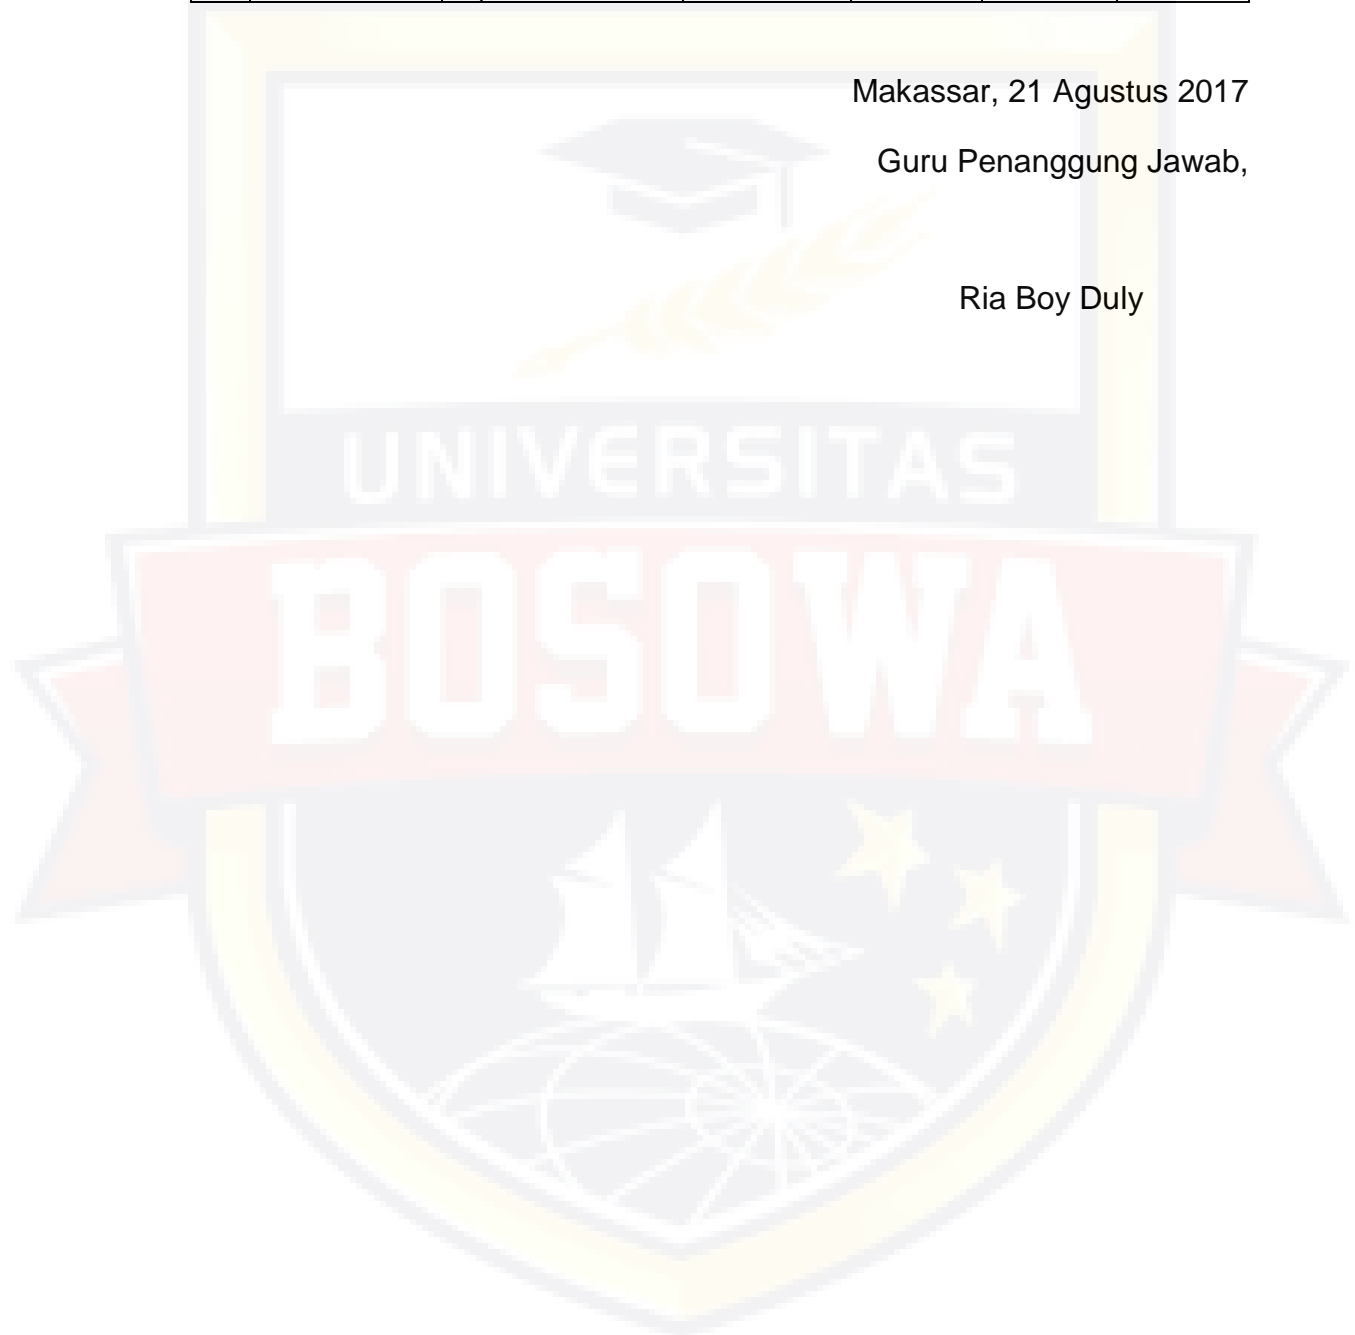 Makassar, 21 Agustus 2017
Guru Penanggung Jawab,
Ria Boy Duly
UNIVERSITAS
BOSOWA